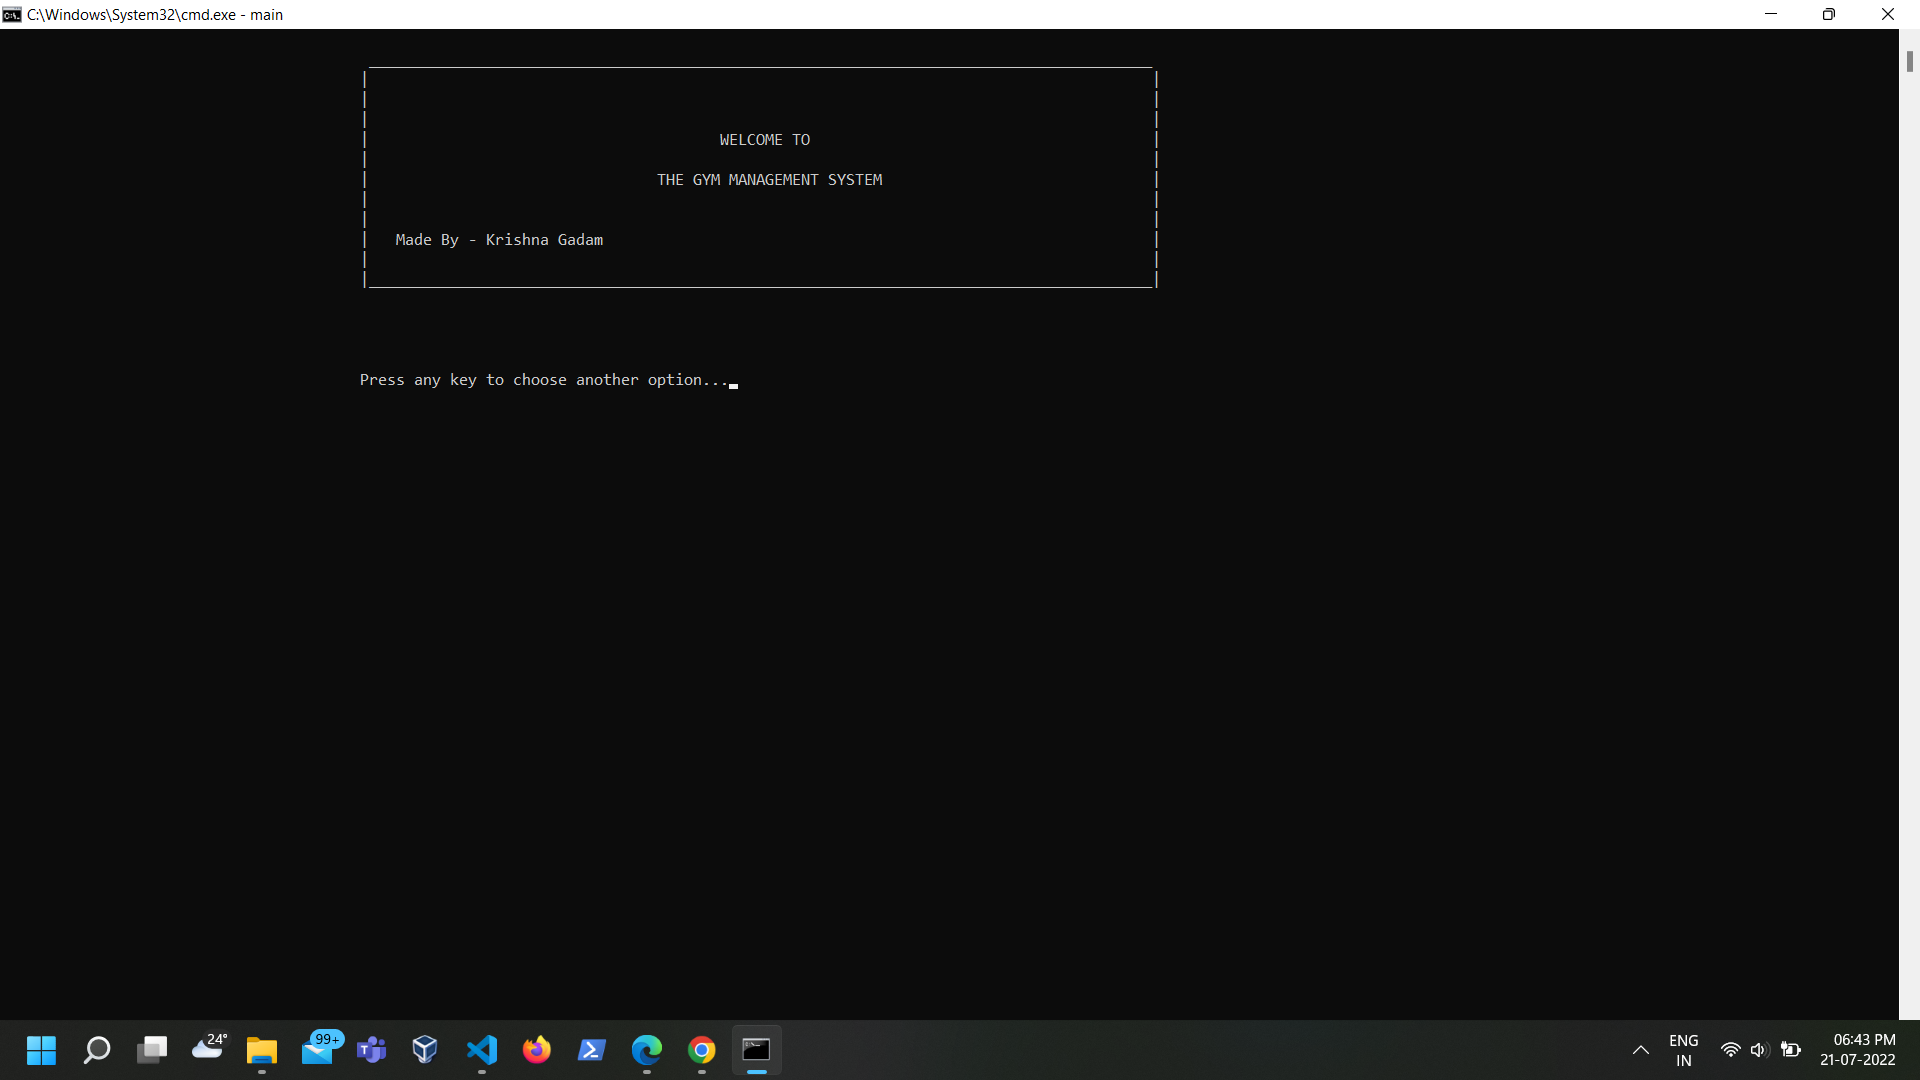 C:\Windows\System32\cmd.exe - main
WELCOME TO
THE GYM MANAGEMENT SYSTEM
Made By - Krishna Gadam
Press any key to choose another option...
24°
99+
ENG
IN
06:43 PM
21-07-2022